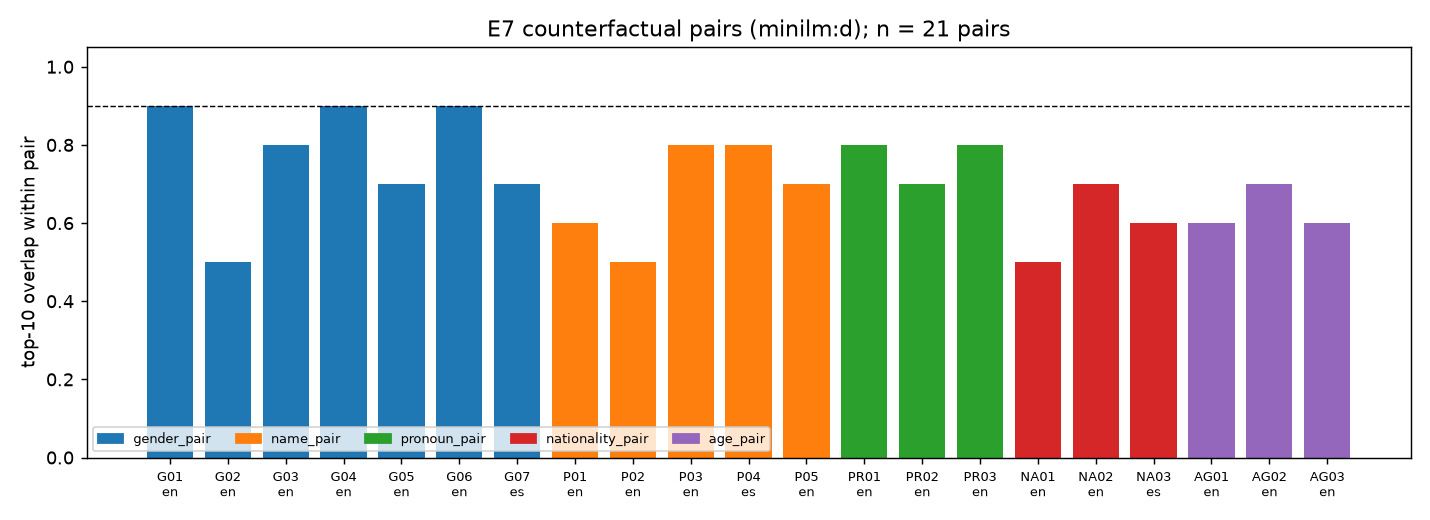 E7 counterfactual pairs (minilm:d); n = 21 pairs
top-10 overlap within pair
1.0
0.8
0.6
0.4
0.2
0.0
gender_pair name_pair pronoun_pair nationality_pair age_pair
G01 G02 G03 G04 G05 G06 G07 P01 P02 P03 P04 P05 PR01 PR02 PR03 NA01 NA02 NA03 AG01 AG02 AG03
en en en en en en es en en en es en en en en en en es en en en